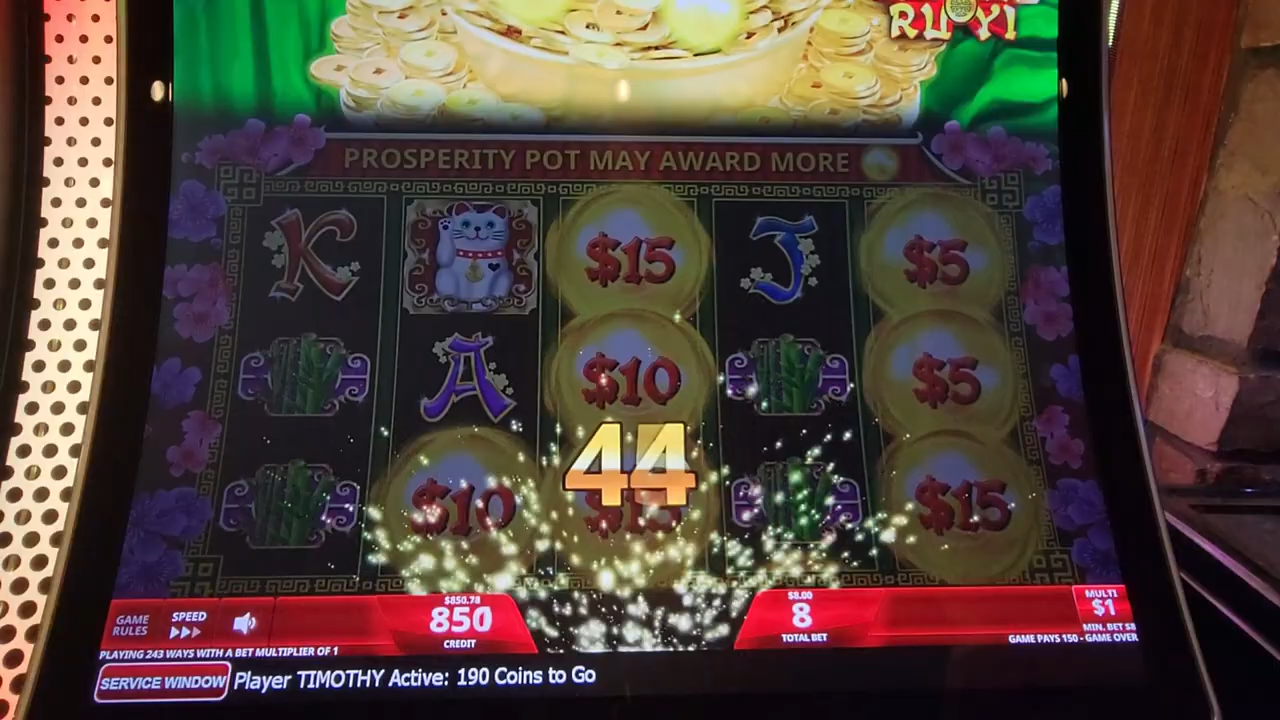 RU YI
PROSPERITY POT MAY AWARD MORE
K
$15
J
$5
$10
$5
A
44
$10
$15
$15
GAME RULES
SPEED
$850.78
850
CREDIT
$8.00
8
TOTAL BET
MULTI
$1
MIN. BET $8
PLAYING 243 WAYS WITH A BET MULTIPLIER OF 1
GAME PAYS 150 - GAME OVER
SERVICE WINDOW
Player TIMOTHY Active: 190 Coins to Go